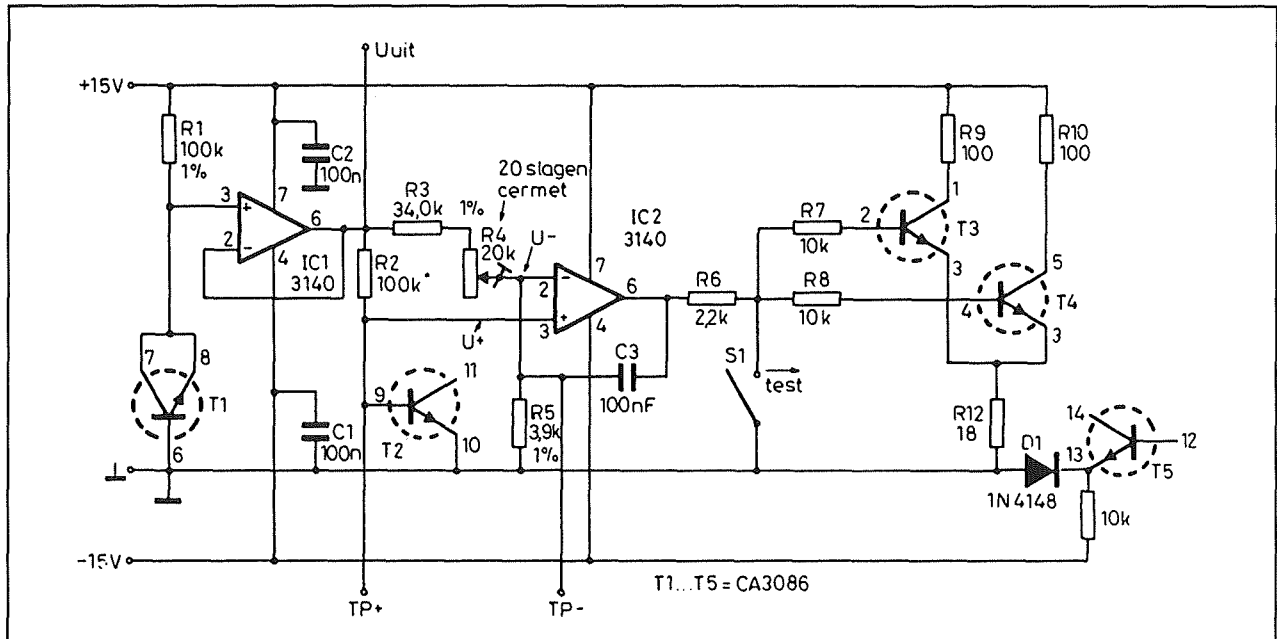 Uuit
+15V
R1
100k
1%
C2
100n
3
2
7
6
4
IC1
3140
R3
34,0k
1%
20 slagen
cermet
R4
20k
U-
R2
100k*
U+
IC2
3140
2
3
7
6
4
R6
2,2k
R7
10k
R8
10k
R9
100
R10
100
1
2
T3
3
5
4
T4
3
7
8
T1
6
C1
100n
9
11
T2
10
R5
3,9k
1%
C3
100nF
S1
test
R12
18
D1
1N4148
14
13
12
T5
10k
-15V
TP+
TP-
T1...T5 = CA3086